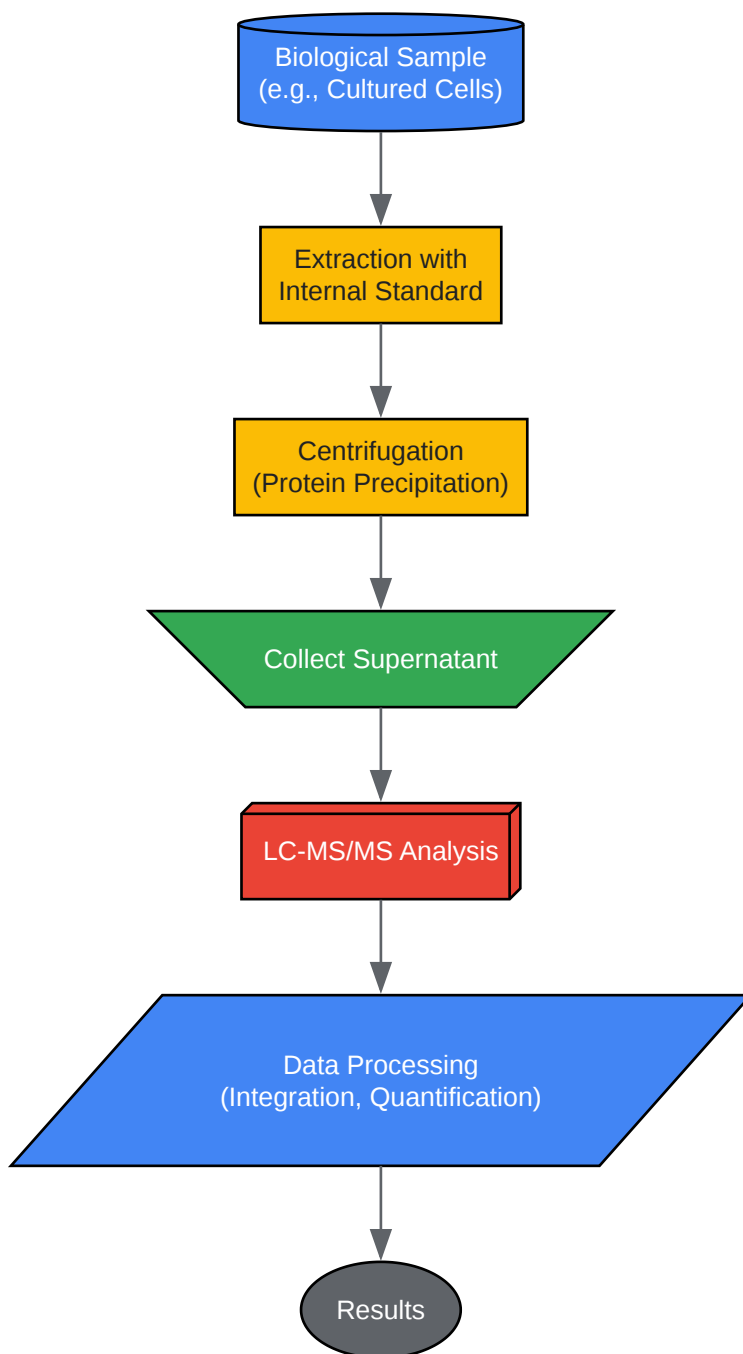 Biological Sample
(e.g., Cultured Cells)
Extraction with
Internal Standard
Centrifugation
(Protein Precipitation)
Collect Supernatant
LC-MS/MS Analysis
Data Processing
(Integration, Quantification)
Results